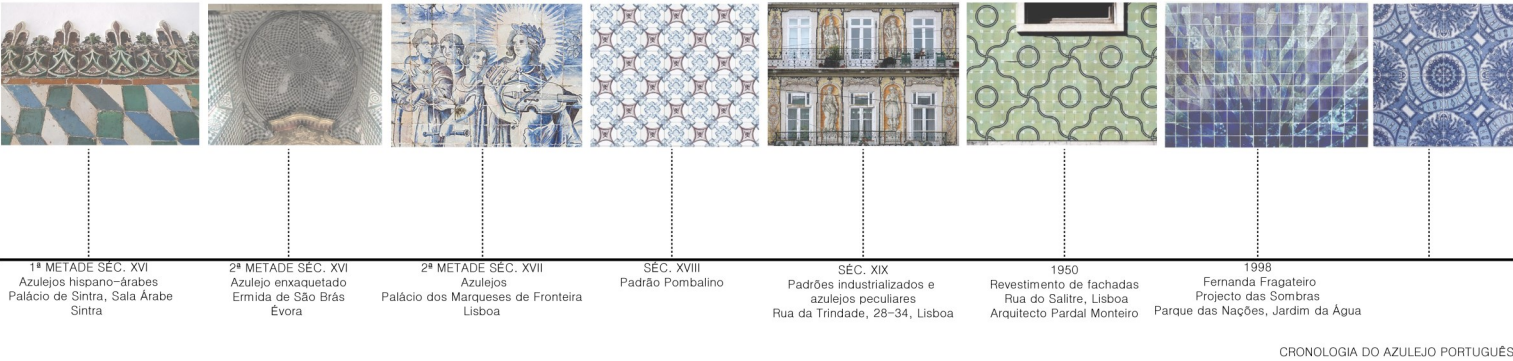 1ª METADE SÉC. XVI
Azulejos hispano-árabes
Palácio de Sintra, Sala Árabe
Sintra
2ª METADE SÉC. XVI
Azulejo enxaquetado
Ermida de São Brás
Évora
2ª METADE SÉC. XVII
Azulejos
Palácio dos Marqueses de Fronteira
Lisboa
SÉC. XVIII
Padrão Pombalino
SÉC. XIX
Padrões industrializados e
azulejos peculiares
Rua da Trindade, 28-34, Lisboa
1950
Revestimento de fachadas
Rua do Salitre, Lisboa
Arquitecto Pardal Monteiro
1998
Fernanda Fragateiro
Projecto das Sombras
Parque das Nações, Jardim da Água
CRONOLOGIA DO AZULEJO PORTUGUÊS